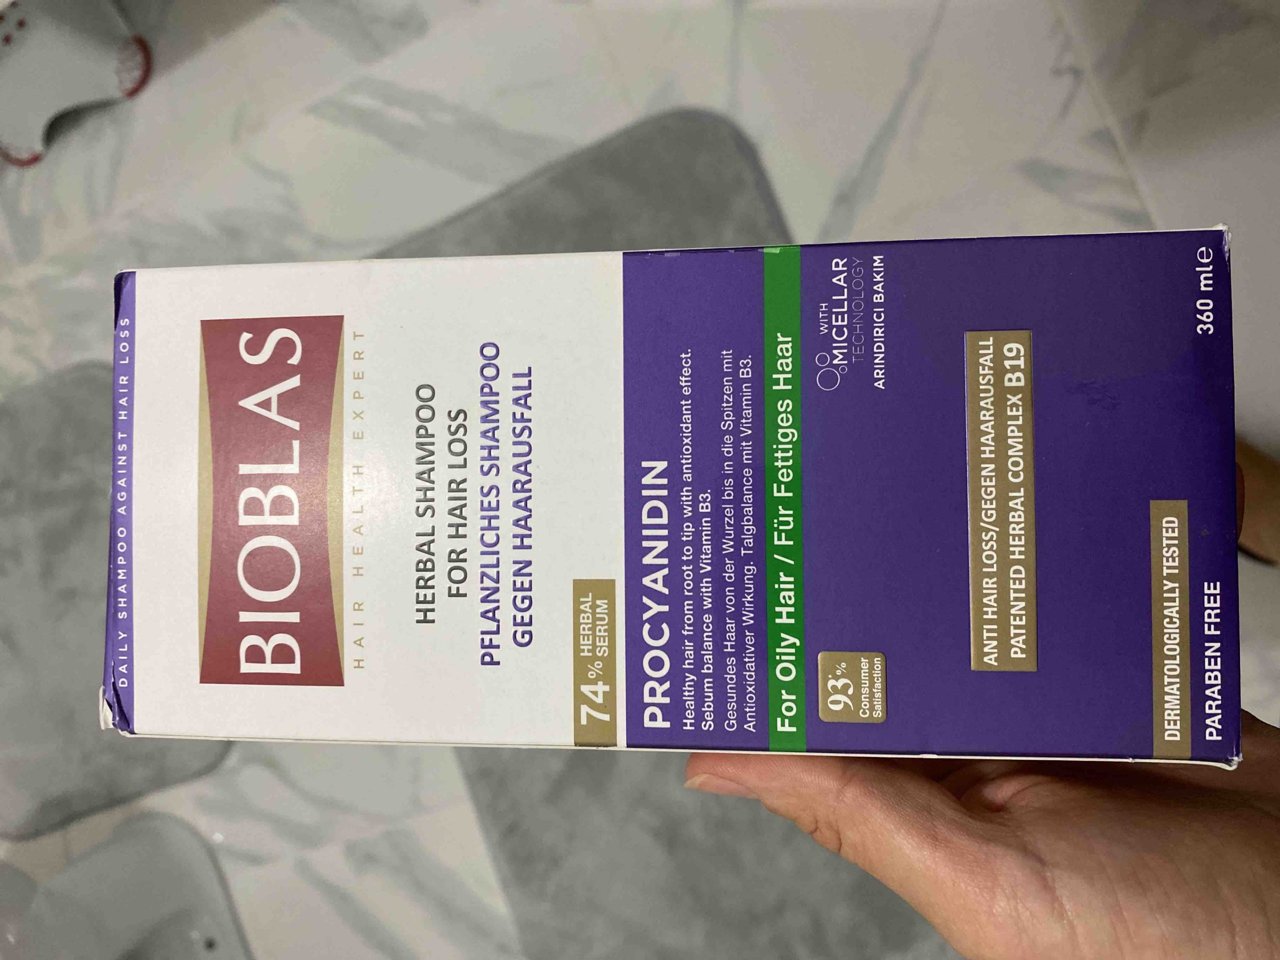 DAILY SHAMPOO AGAINST HAIR LOSS
BIOBLAS
HAIR HEALTH EXPERT
HERBAL SHAMPOO
FOR HAIR LOSS
PFLANZLICHES SHAMPOO
GEGEN HAARAUSFALL
74% HERBAL
SERUM
PROCYANIDIN
Healthy hair from root to tip with antioxidant effect.
Sebum balance with Vitamin B3.
Gesundes Haar von der Wurzel bis in die Spitzen mit
Antioxidativer Wirkung. Talgbalance mit Vitamin B3.
For Oily Hair / Für Fettiges Haar
93*%
Consumer
Satisfaction
WITH
MICELLAR
TECHNOLOGY
ARINDIRICI BAKIM
ANTI HAIR LOSS/GEGEN HAARAUSFALL
PATENTED HERBAL COMPLEX B19
DERMATOLOGICALLY TESTED
PARABEN FREE
360 ml℮